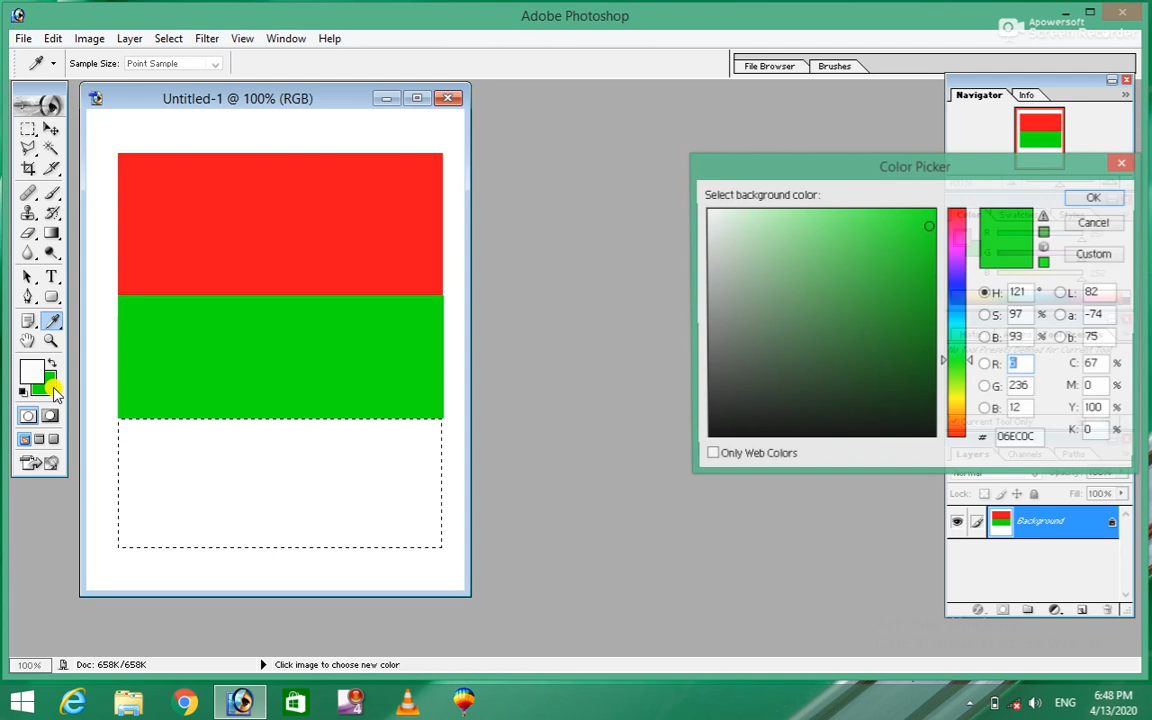 Adobe Photoshop
Apowersoft
Screen Recorder
File Edit Image Layer Select Filter View Window Help
Sample Size: Point Sample
File Browser Brushes
Untitled-1 @ 100% (RGB)
Navigator Info
Color Picker
Select background color:
OK
Cancel
Custom
H: 121 ° L: 82
S: 97 % a: -74
B: 93 % b: 75
R: 6 C: 67 %
G: 236 M: 0 %
B: 12 Y: 100 %
# 06EC0C K: 0 %
Only Web Colors
Current Tool Only
Layers Channels Paths
Normal
Lock: Fill: 100%
Background
100% Doc: 658K/658K Click image to choose new color
ENG
6:48 PM
4/13/2020